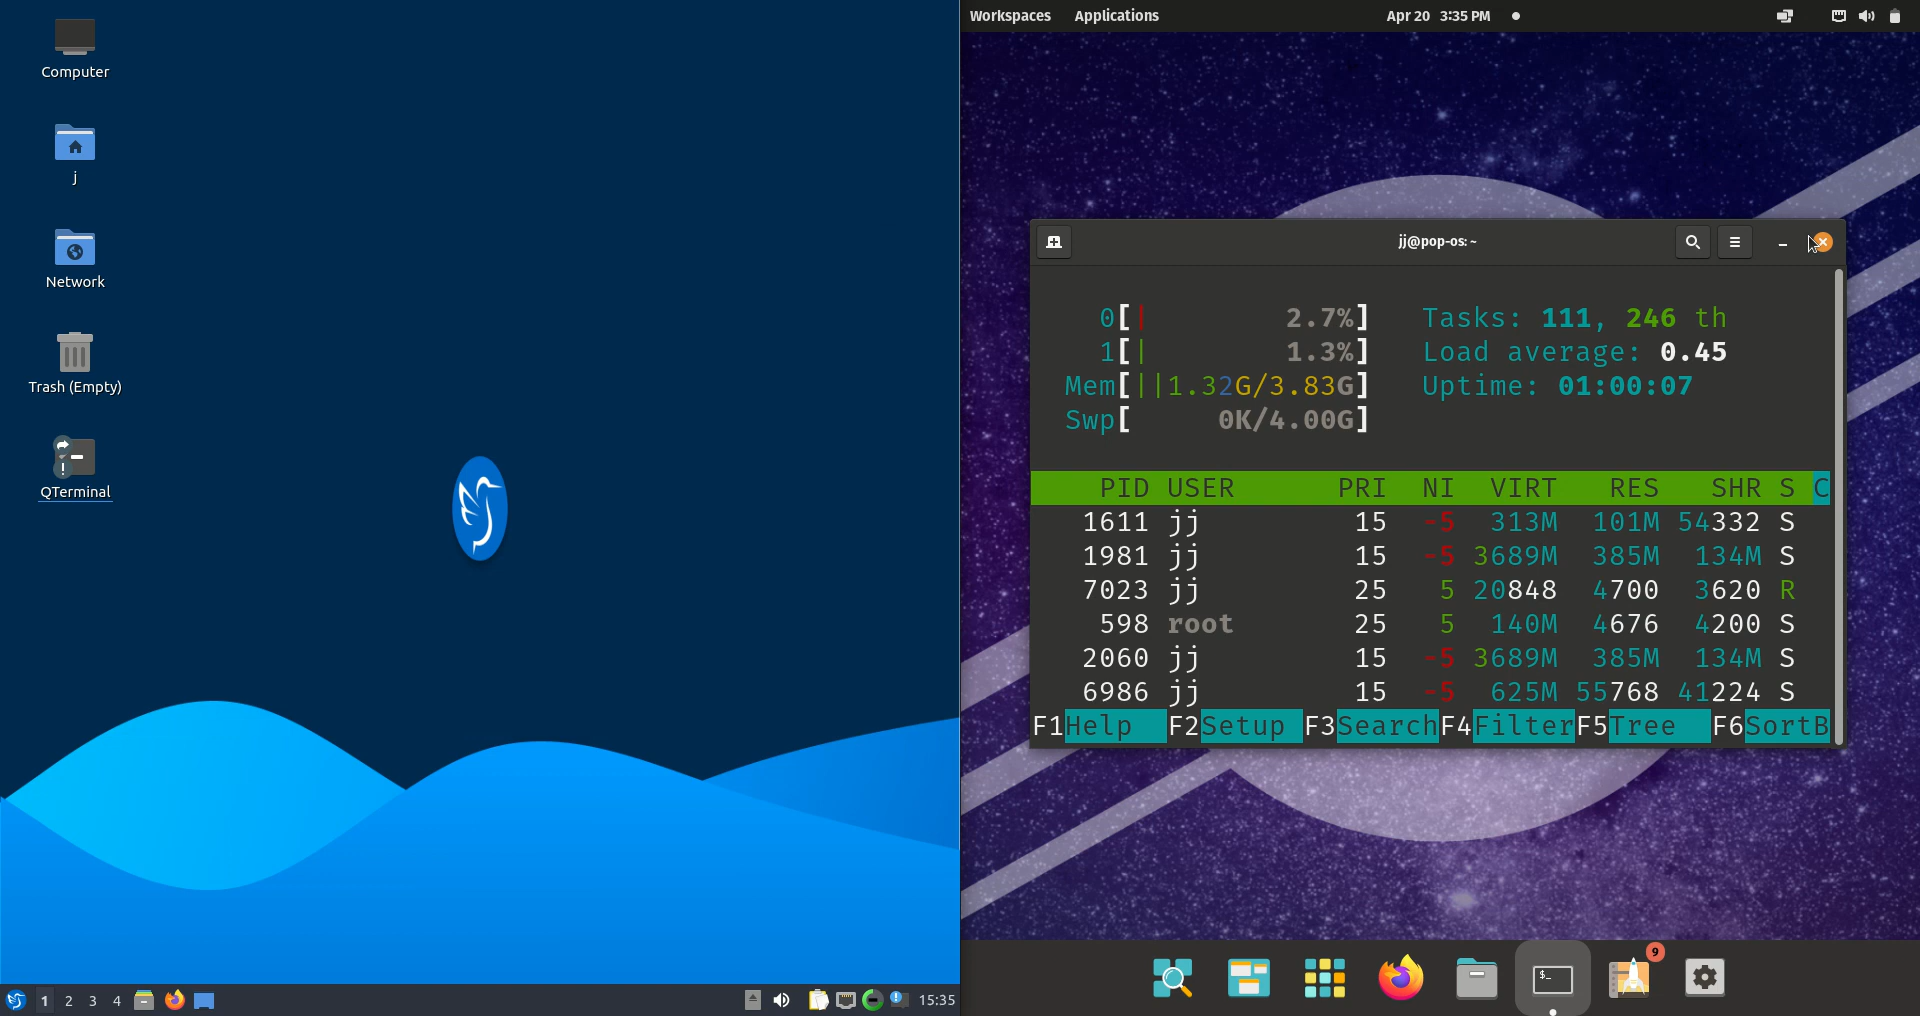 Computer
j
Network
Trash (Empty)
QTerminal
1 2 3 4
15:35
Workspaces Applications Apr 20 3:35 PM
jj@pop-os: ~
0[| 2.7%] Tasks: 111, 246 th
1[| 1.3%] Load average: 0.45
Mem[||1.32G/3.83G] Uptime: 01:00:07
Swp[ 0K/4.00G]
PID USER PRI NI VIRT RES SHR S C
1611 jj 15 -5 313M 101M 54332 S
1981 jj 15 -5 3689M 385M 134M S
7023 jj 25 5 20848 4700 3620 R
598 root 25 5 140M 4676 4200 S
2060 jj 15 -5 3689M 385M 134M S
6986 jj 15 -5 625M 55768 41224 S
F1Help F2Setup F3SearchF4FilterF5Tree F6SortB
$_
9